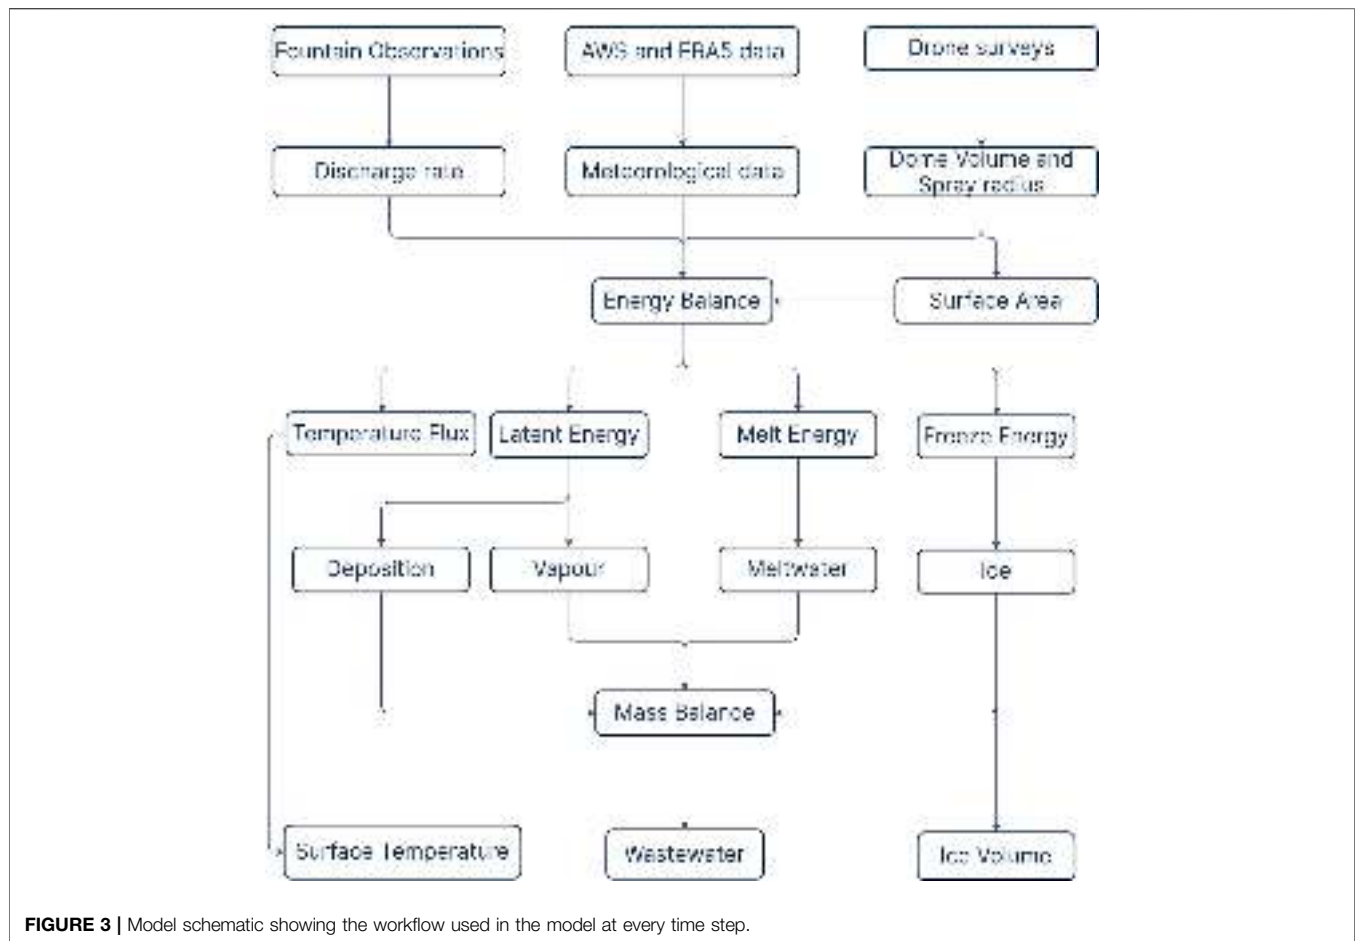 Fountain Observations
AWS and ERA5 data
Drone surveys
Discharge rate
Meteorological data
Dome Volume and
Spray radius
Energy Balance
Surface Area
Temperature Flux
Latent Energy
Melt Energy
Freeze Energy
Deposition
Vapour
Meltwater
Ice
Mass Balance
Surface Temperature
Wastewater
Ice Volume
FIGURE 3 | Model schematic showing the workflow used in the model at every time step.